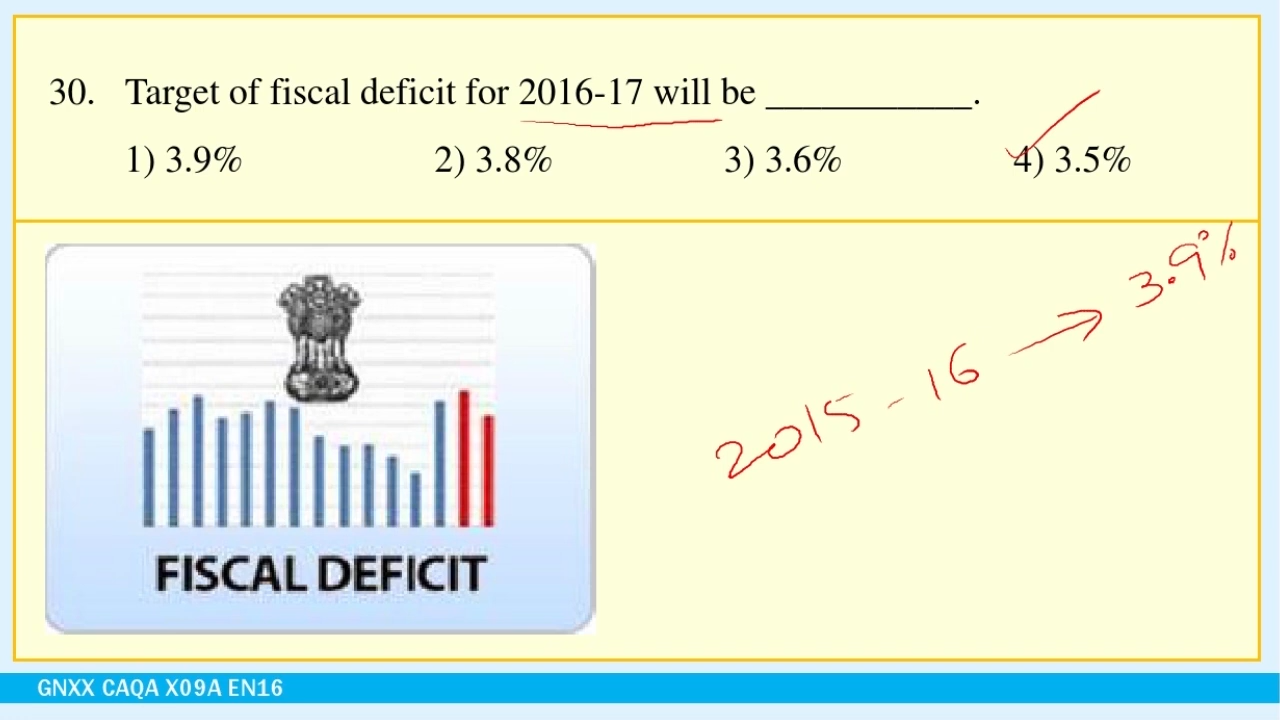 30. Target of fiscal deficit for 2016-17 will be ___________.
1) 3.9% 2) 3.8% 3) 3.6% 4) 3.5%
2015-16 → 3.9%
FISCAL DEFICIT
GNXX CAQA X09A EN16